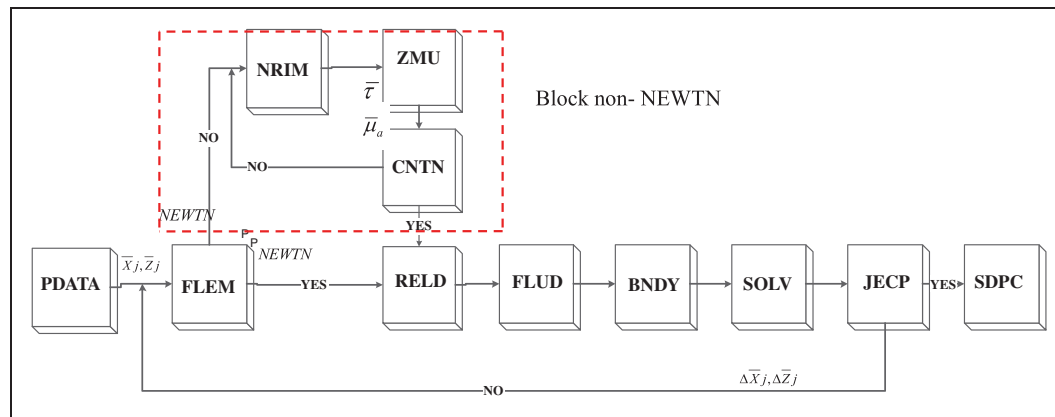 NRIM
ZMU
τ̅
μ̅ₐ
Block non- NEWTN
NO
CNTN
NO
NEWTN
YES
P
P
NEWTN
PDATA
X̅j,Z̅j
FLEM
YES
RELD
FLUD
BNDY
SOLV
JECP
YES
SDPC
ΔX̅j,ΔZ̅j
NO